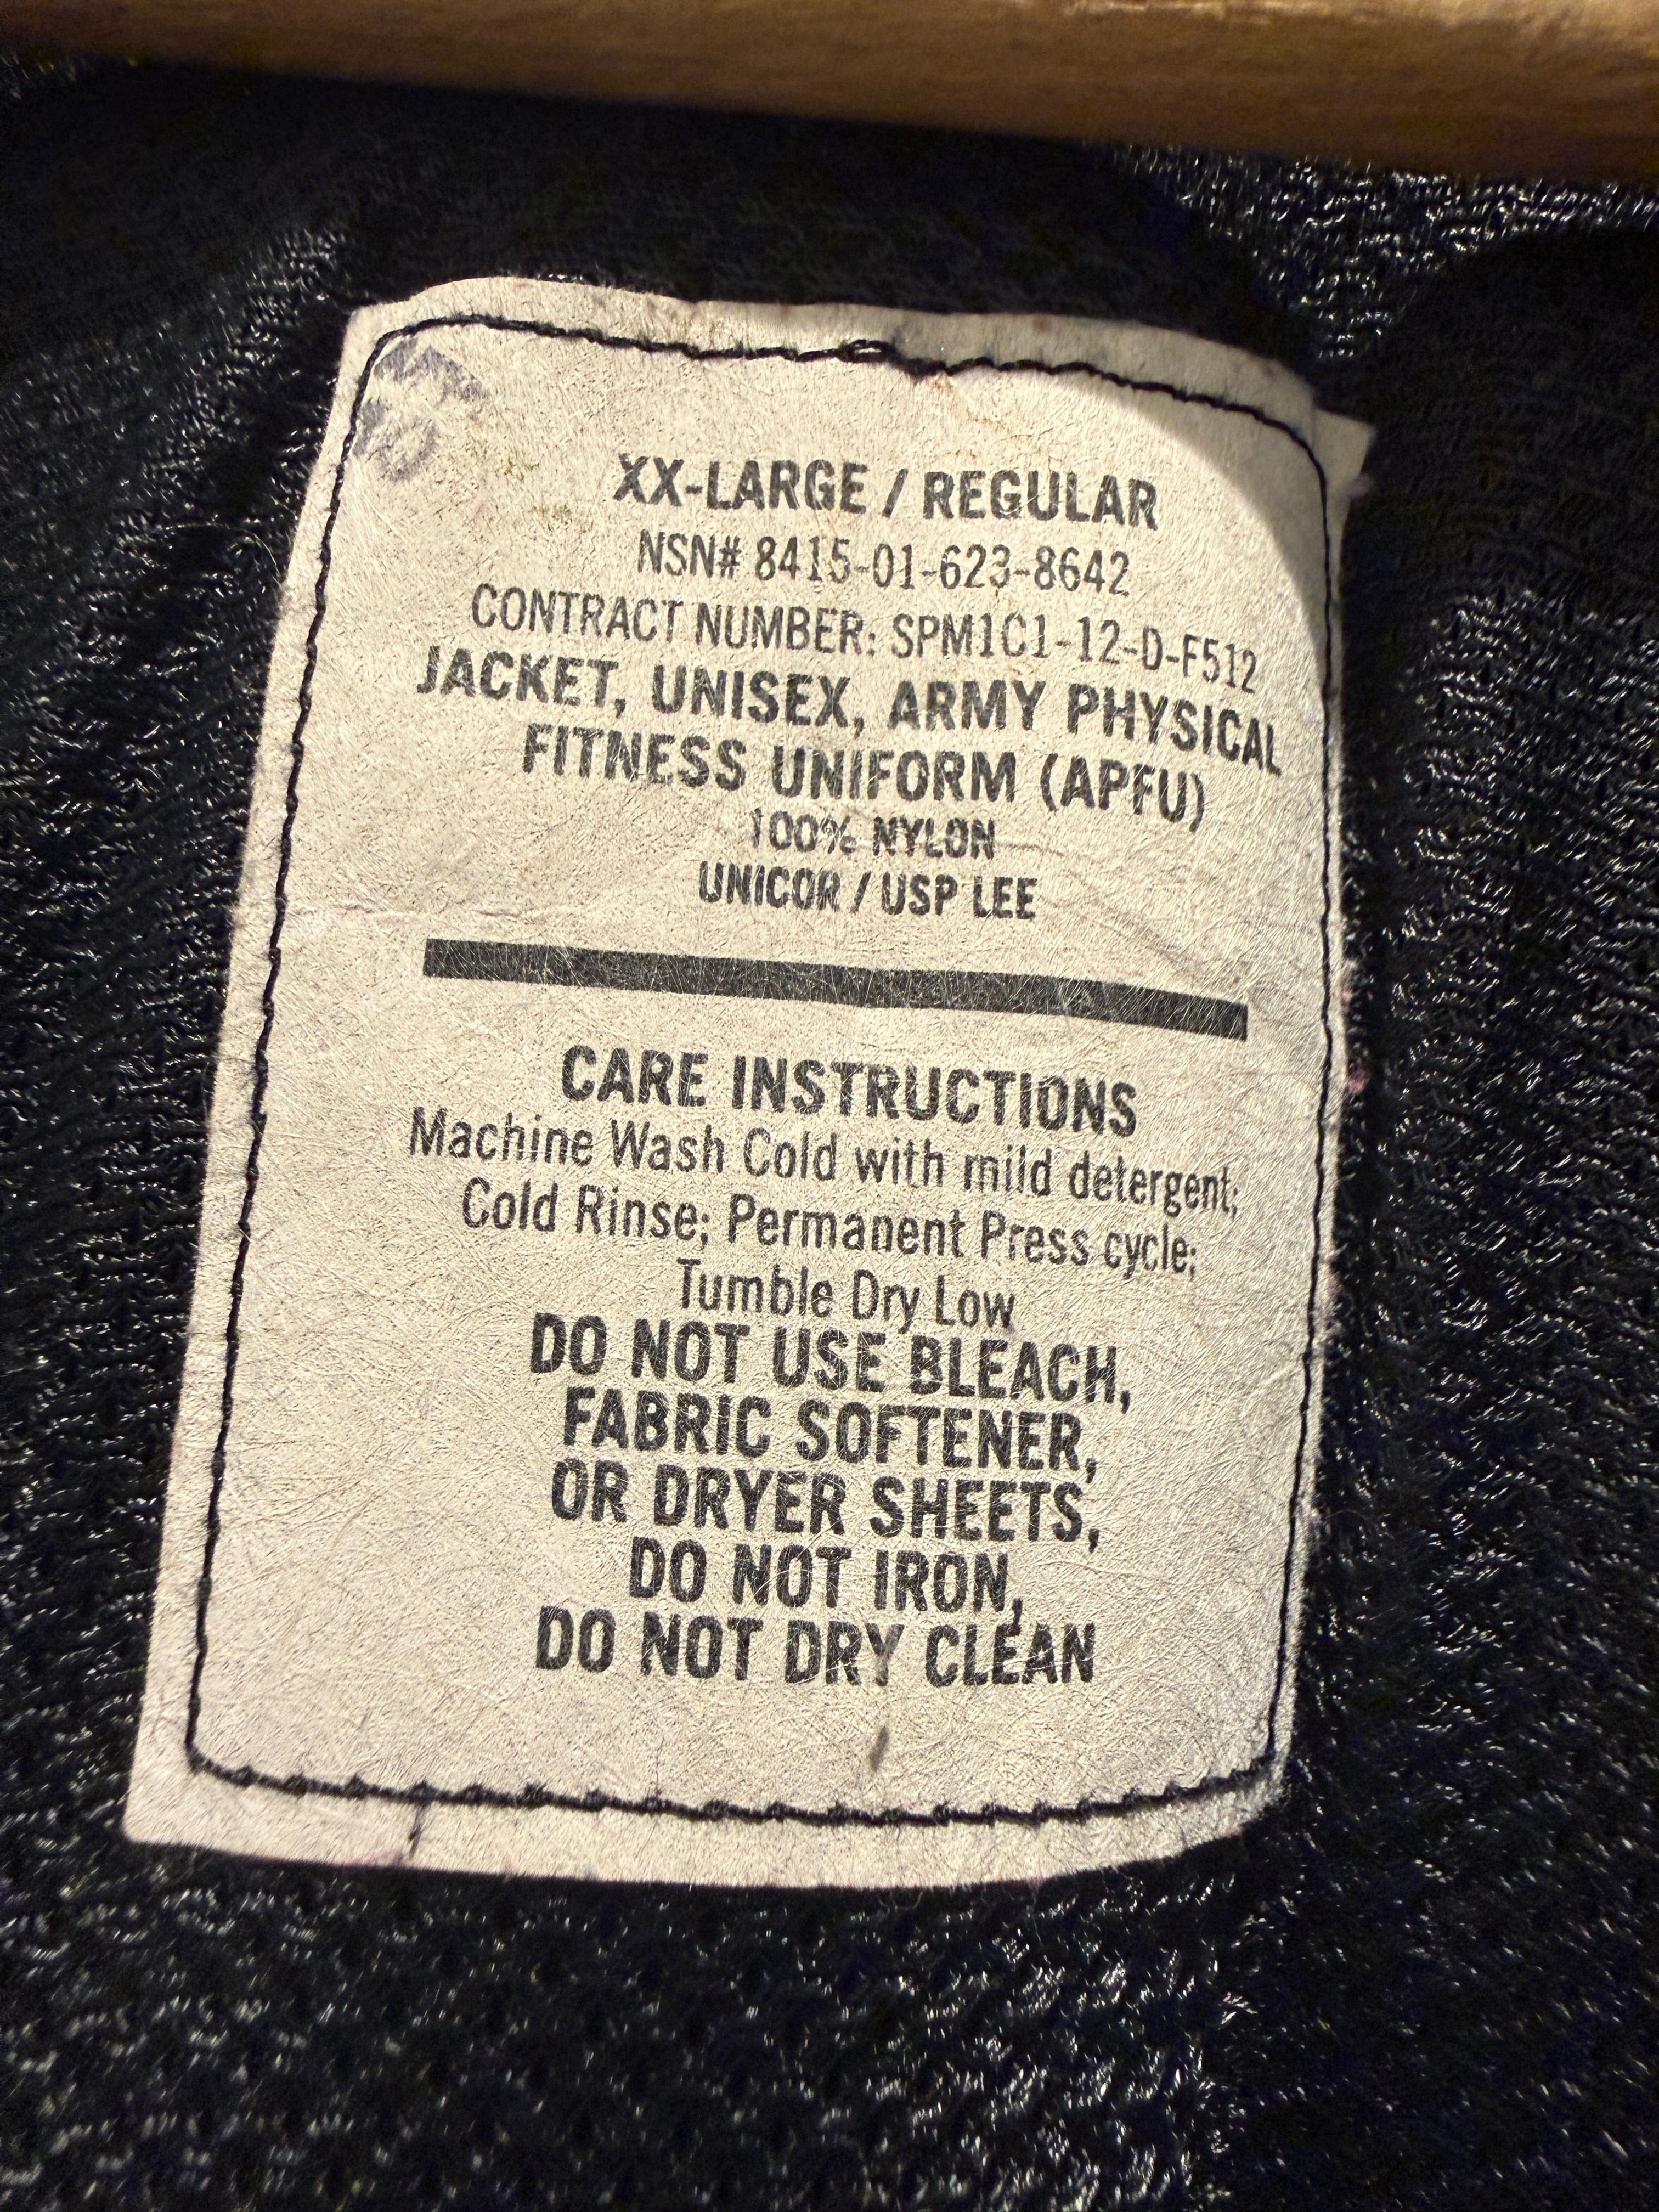 XX-LARGE / REGULAR
NSN# 8415-01-623-8642
CONTRACT NUMBER: SPM1C1-12-D-F512
JACKET, UNISEX, ARMY PHYSICAL
FITNESS UNIFORM (APFU)
100% NYLON
UNICOR / USP LEE
CARE INSTRUCTIONS
Machine Wash Cold with mild detergent;
Cold Rinse; Permanent Press cycle;
Tumble Dry Low
DO NOT USE BLEACH,
FABRIC SOFTENER,
OR DRYER SHEETS,
DO NOT IRON,
DO NOT DRY CLEAN